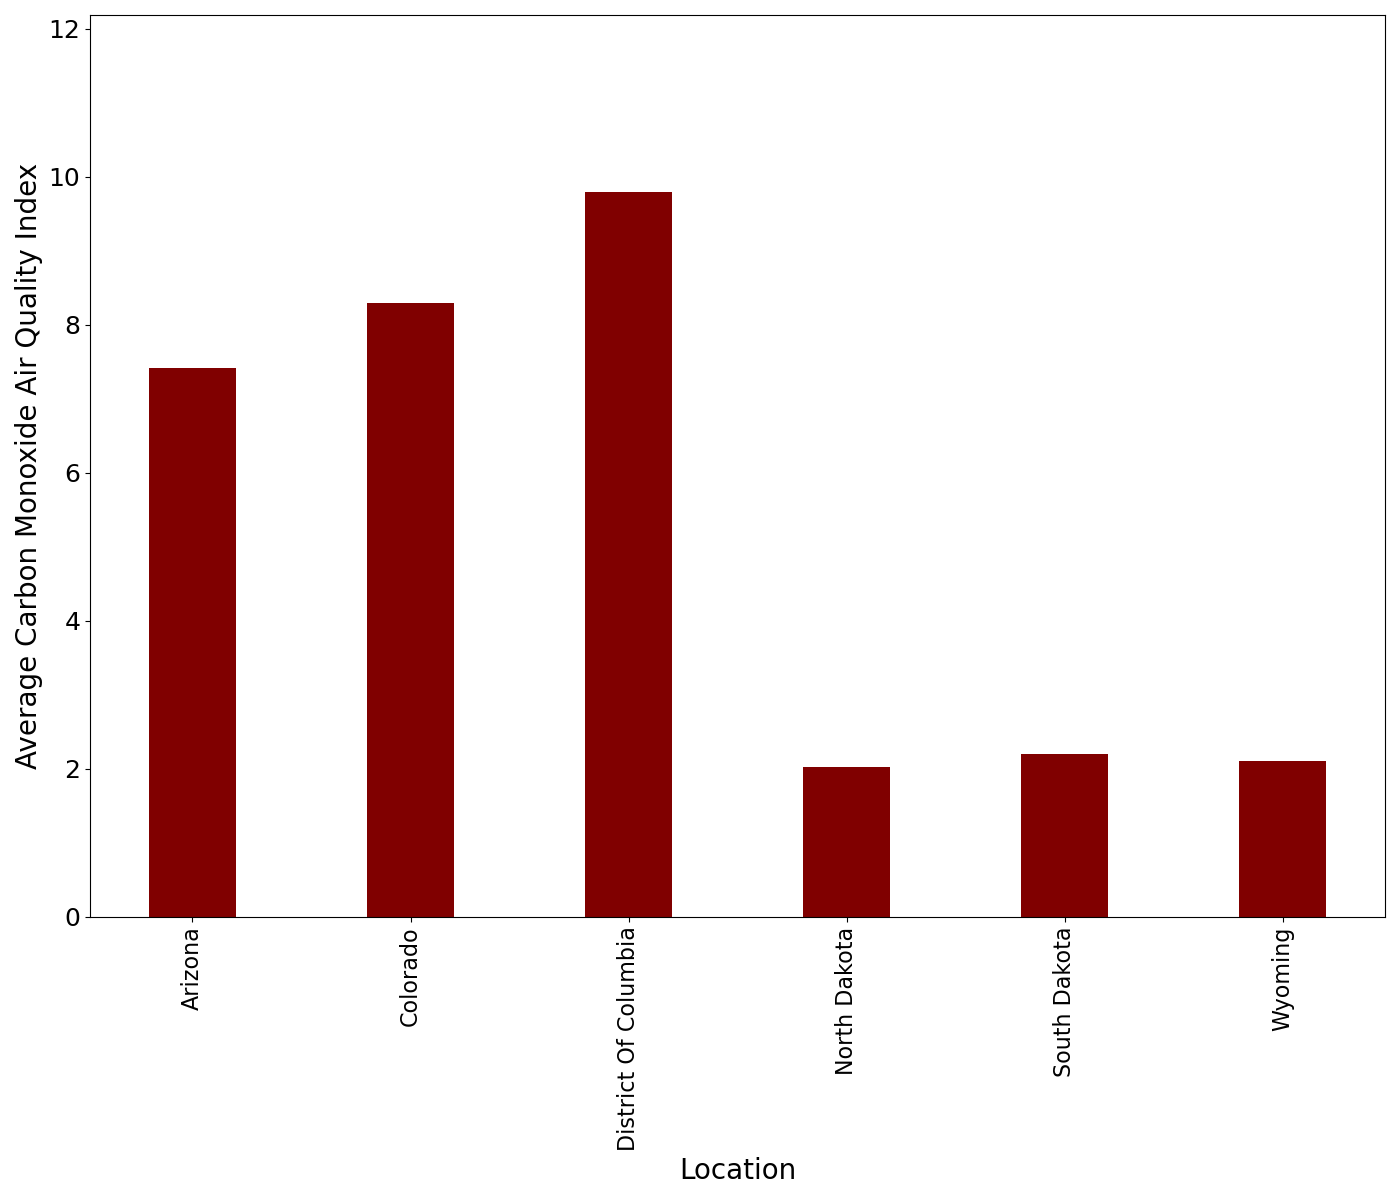 Average Carbon Monoxide Air Quality Index
12
10
8
6
4
2
0
Arizona
Colorado
District Of Columbia
North Dakota
South Dakota
Wyoming
Location